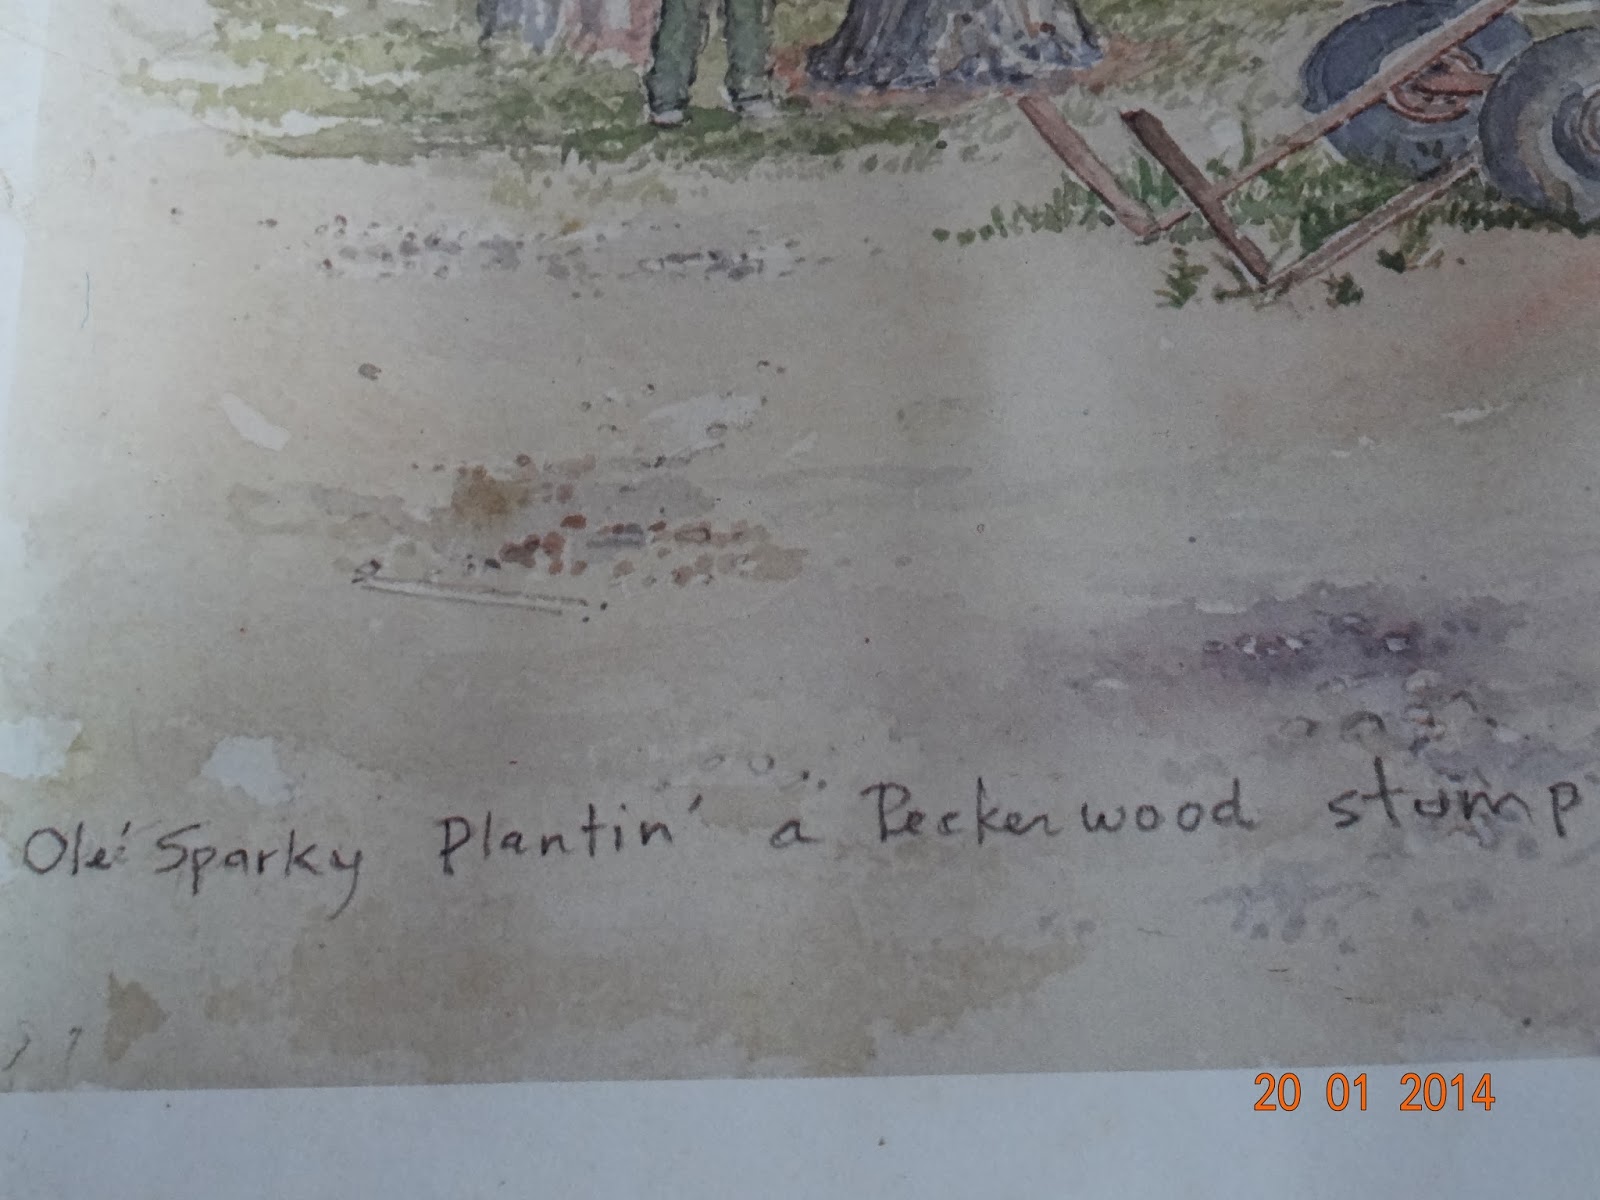 Ole' Sparky Plantin' a Peckerwood stump
20 01 2014